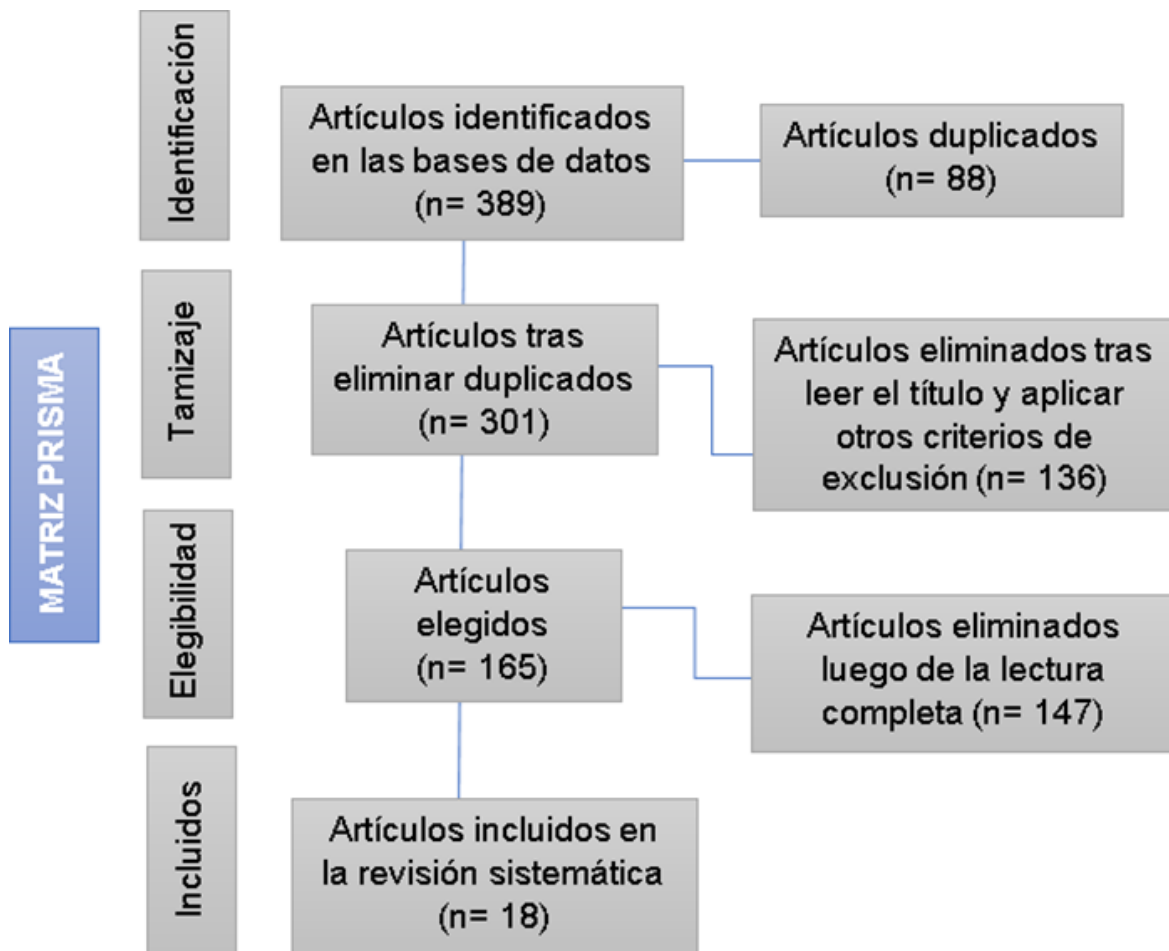 MATRIZ PRISMA
Identificación
Artículos identificados
en las bases de datos
(n= 389)
Artículos duplicados
(n= 88)
Tamizaje
Artículos tras
eliminar duplicados
(n= 301)
Artículos eliminados tras
leer el título y aplicar
otros criterios de
exclusión (n= 136)
Elegibilidad
Artículos
elegidos
(n= 165)
Artículos eliminados
luego de la lectura
completa (n= 147)
Incluidos
Artículos incluidos en
la revisión sistemática
(n= 18)